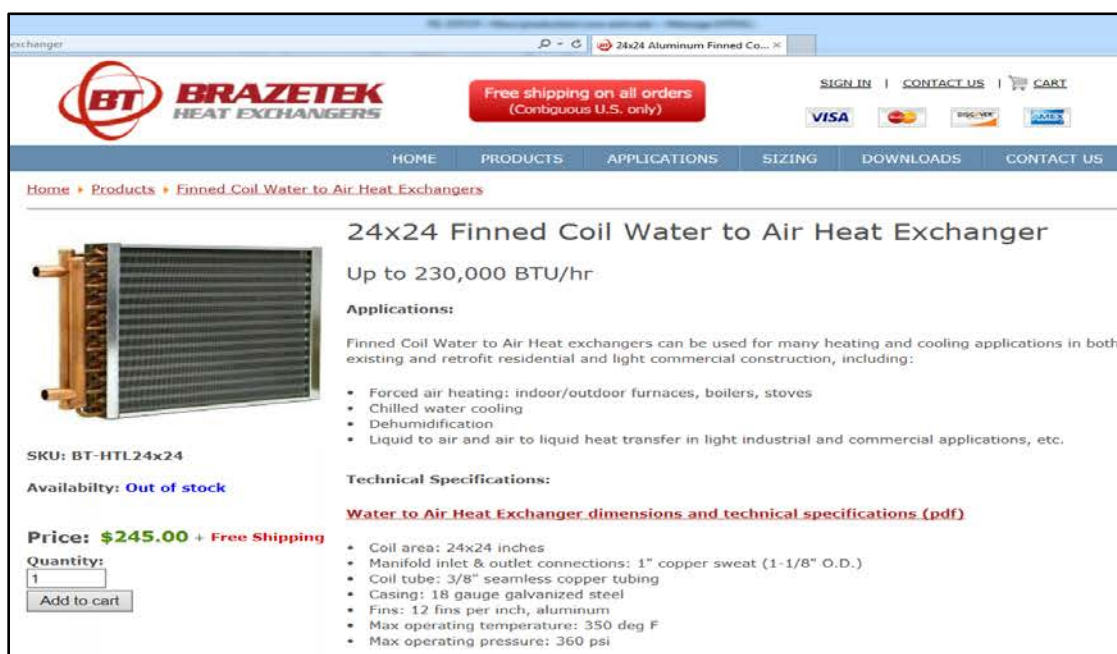 exchanger
24x24 Aluminum Finned Co... ×
BT BRAZETEK
HEAT EXCHANGERS
Free shipping on all orders
(Contiguous U.S. only)
SIGN IN | CONTACT US | CART
VISA MasterCard DISCOVER AMEX
HOME PRODUCTS APPLICATIONS SIZING DOWNLOADS CONTACT US
Home Products Finned Coil Water to Air Heat Exchangers
24x24 Finned Coil Water to Air Heat Exchanger
Up to 230,000 BTU/hr
Applications:
Finned Coil Water to Air Heat exchangers can be used for many heating and cooling applications in both
existing and retrofit residential and light commercial construction, including:
• Forced air heating: indoor/outdoor furnaces, boilers, stoves
• Chilled water cooling
• Dehumidification
• Liquid to air and air to liquid heat transfer in light industrial and commercial applications, etc.
SKU: BT-HTL24x24
Availabilty: Out of stock
Price: $245.00 + Free Shipping
Quantity:
1
Add to cart
Technical Specifications:
Water to Air Heat Exchanger dimensions and technical specifications (pdf)
• Coil area: 24x24 inches
• Manifold inlet & outlet connections: 1" copper sweat (1-1/8" O.D.)
• Coil tube: 3/8" seamless copper tubing
• Casing: 18 gauge galvanized steel
• Fins: 12 fins per inch, aluminum
• Max operating temperature: 350 deg F
• Max operating pressure: 360 psi